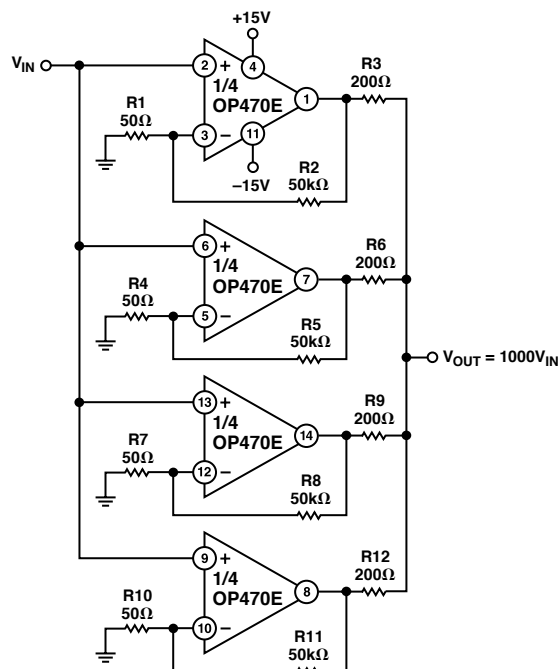 +15V
VIN
2
+
4
1/4
OP470E
1
R3
200Ω
R1
50Ω
3
–
11
–15V
R2
50kΩ
6
+
1/4
OP470E
7
R6
200Ω
R4
50Ω
5
–
R5
50kΩ
VOUT = 1000VIN
13
+
1/4
OP470E
14
R9
200Ω
R7
50Ω
12
–
R8
50kΩ
9
+
1/4
OP470E
8
R12
200Ω
R10
50Ω
10
–
R11
50kΩ